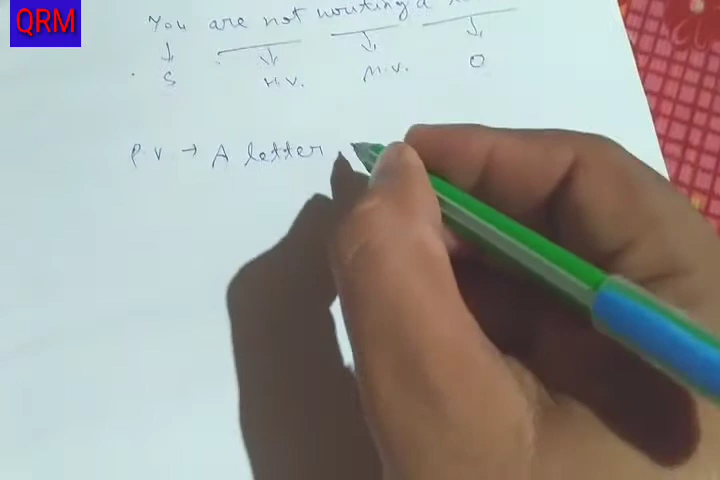 QRM
You are not writing a
S H.V. M.V. O
P V → A letter